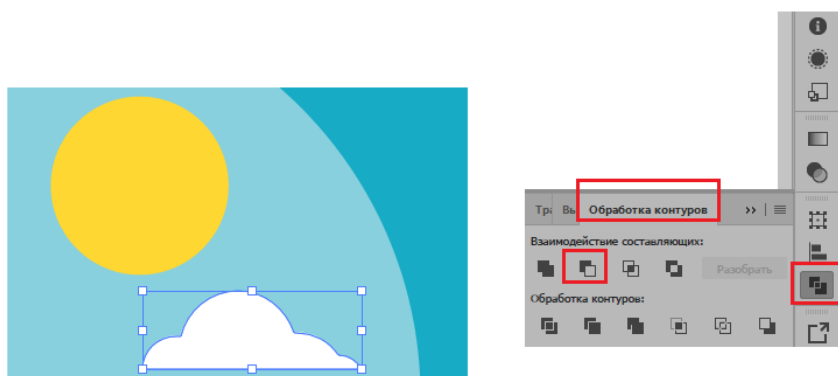 Тра Вы Обработка контуров
Взаимодействие составляющих:
Разобрать
Обработка контуров: